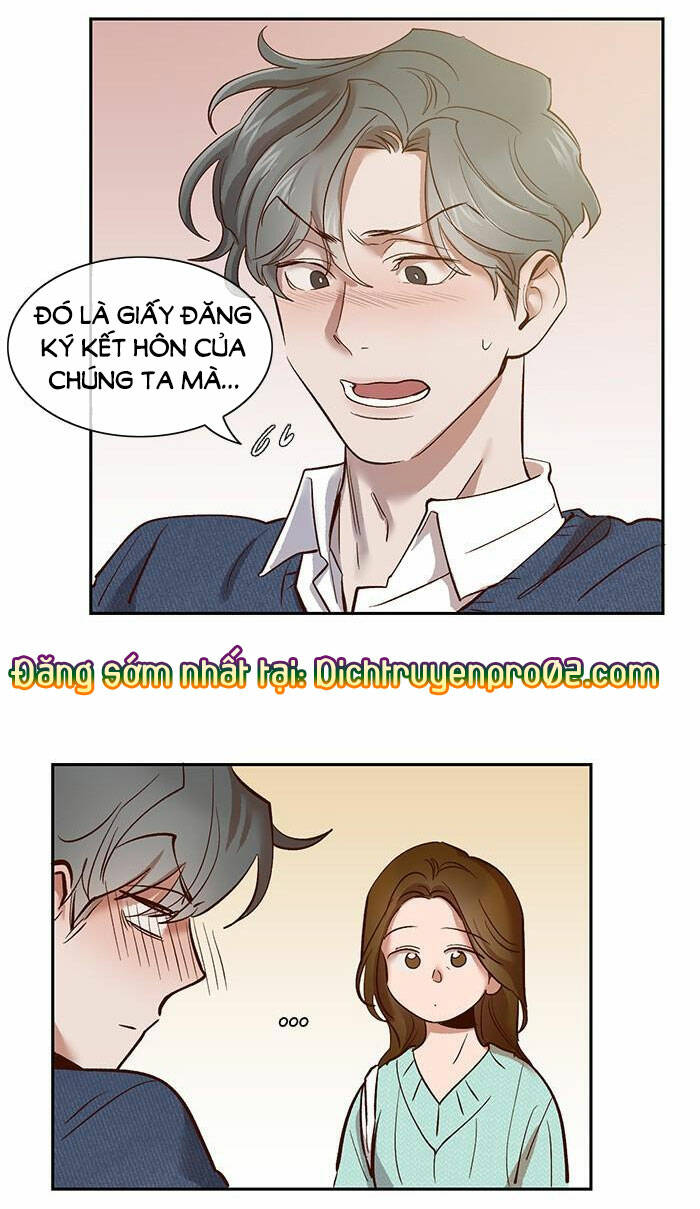 ĐÓ LÀ GIẤY ĐĂNG
KÝ KẾT HÔN CỦA
CHÚNG TA MÀ...
Đăng sớm nhất tại: Dichtruyenpro02.com
ooo